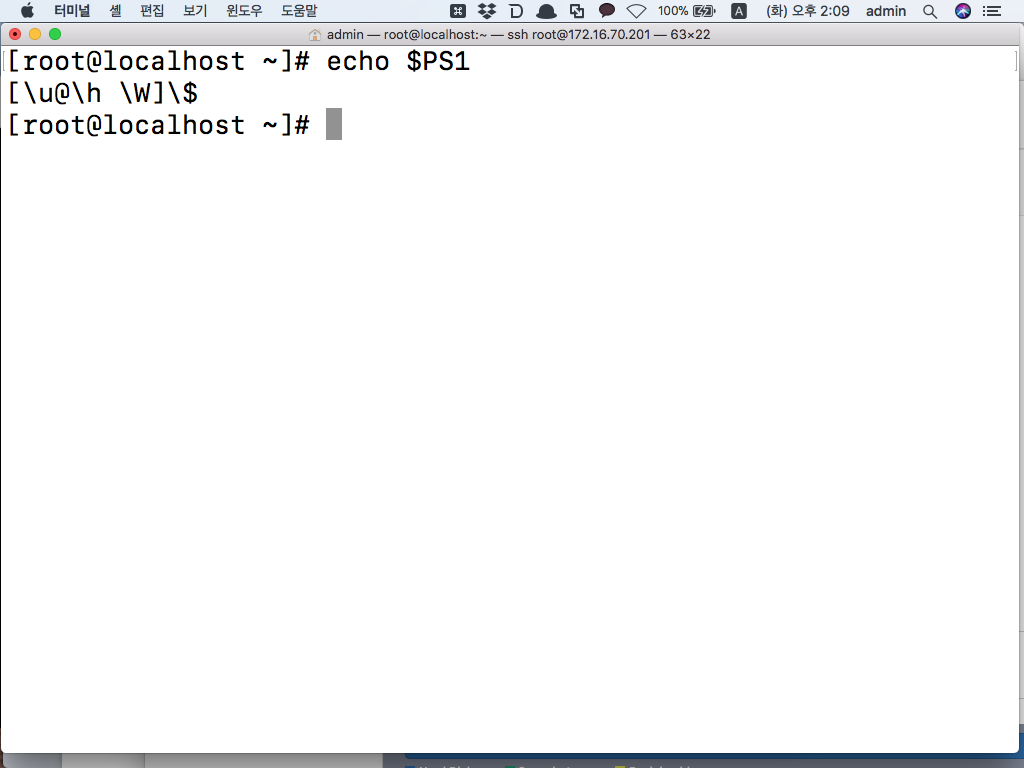 터미널 셸 편집 보기 윈도우 도움말 100% A (화) 오후 2:09 admin
admin — root@localhost:~ — ssh root@172.16.70.201 — 63×22
[root@localhost ~]# echo $PS1
[\u@\h \W]\$
[root@localhost ~]#